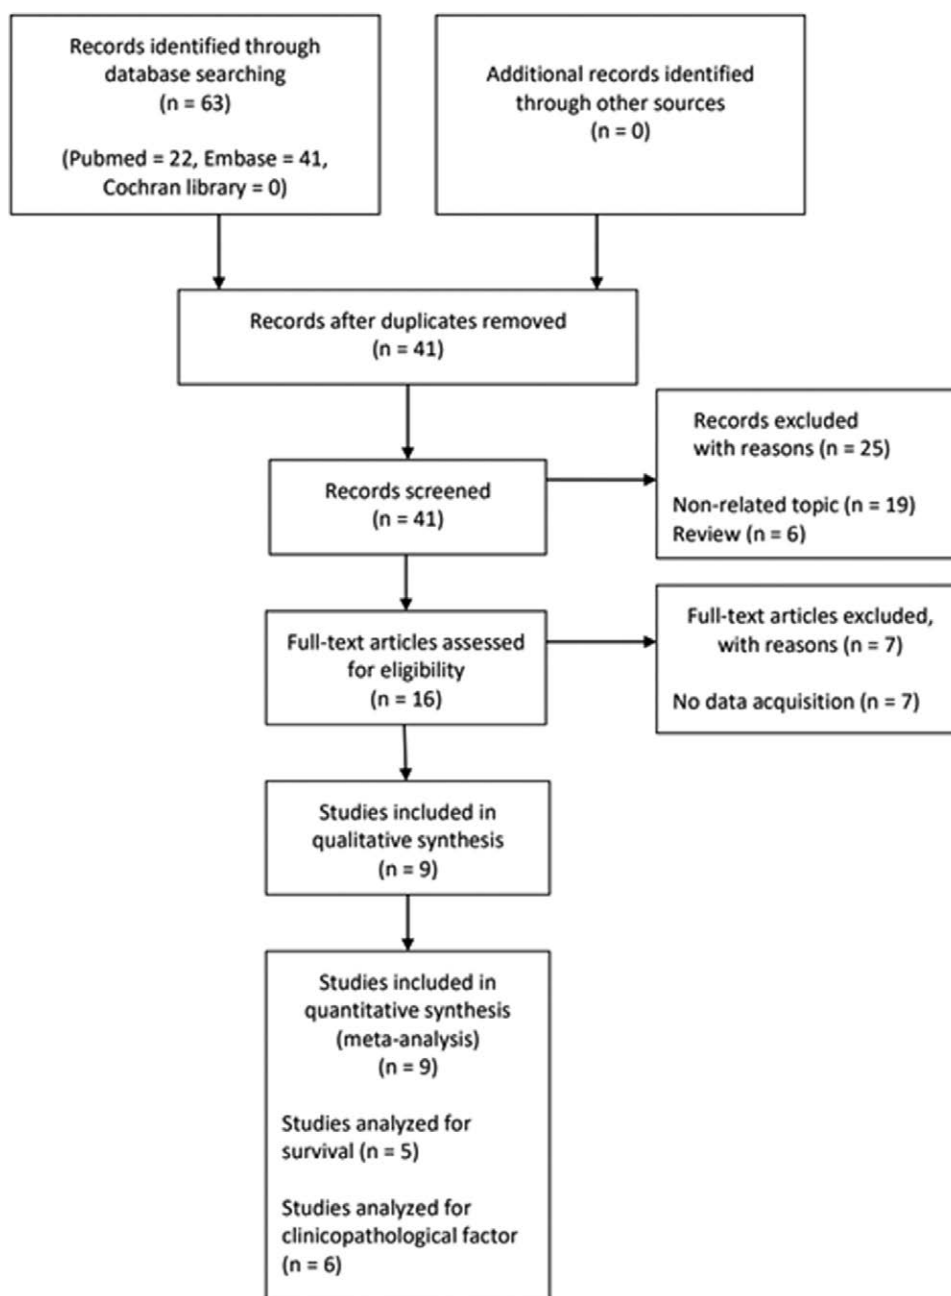 Records identified through
database searching
(n = 63)
(Pubmed = 22, Embase = 41,
Cochran library = 0)
Additional records identified
through other sources
(n = 0)
Records after duplicates removed
(n = 41)
Records screened
(n = 41)
Records excluded
with reasons (n = 25)
Non-related topic (n = 19)
Review (n = 6)
Full-text articles assessed
for eligibility
(n = 16)
Full-text articles excluded,
with reasons (n = 7)
No data acquisition (n = 7)
Studies included in
qualitative synthesis
(n = 9)
Studies included in
quantitative synthesis
(meta-analysis)
(n = 9)
Studies analyzed for
survival (n = 5)
Studies analyzed for
clinicopathological factor
(n = 6)